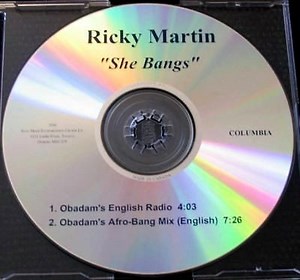 Ricky Martin
"She Bangs"
COLUMBIA
1. Obadam's English Radio 4:03
2. Obadam's Afro-Bang Mix (English) 7:26